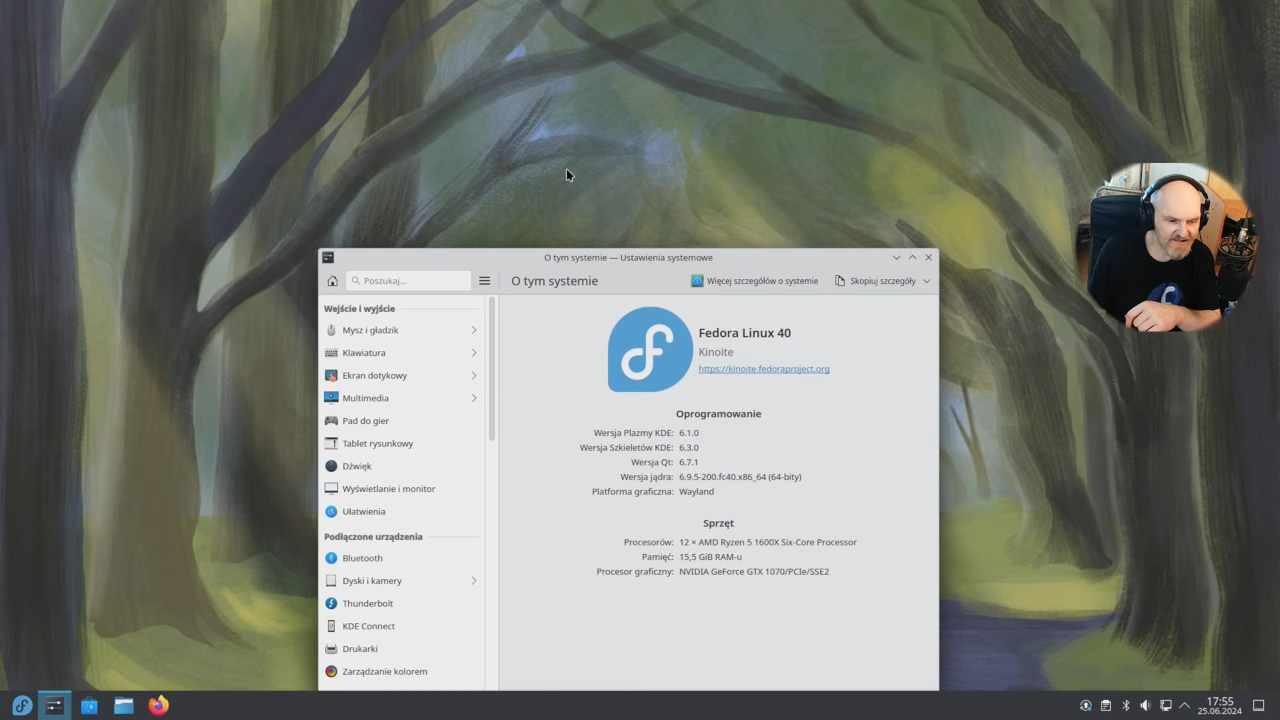 O tym systemie — Ustawienia systemowe
Poszukaj...
O tym systemie
Więcej szczegółów o systemie
Skopiuj szczegóły
Wejście i wyjście
Mysz i gładzik
Klawiatura
Ekran dotykowy
Multimedia
Pad do gier
Tablet rysunkowy
Dźwięk
Wyświetlanie i monitor
Ułatwienia
Podłączone urządzenia
Bluetooth
Dyski i kamery
Thunderbolt
KDE Connect
Drukarki
Zarządzanie kolorem
Fedora Linux 40
Kinoite
https://kinoite.fedoraproject.org
Oprogramowanie
Wersja Plazmy KDE: 6.1.0
Wersja Szkieletów KDE: 6.3.0
Wersja Qt: 6.7.1
Wersja jądra: 6.9.5-200.fc40.x86_64 (64-bity)
Platforma graficzna: Wayland
Sprzęt
Procesorów: 12 × AMD Ryzen 5 1600X Six-Core Processor
Pamięć: 15,5 GiB RAM-u
Procesor graficzny: NVIDIA GeForce GTX 1070/PCIe/SSE2
17:55
25.06.2024